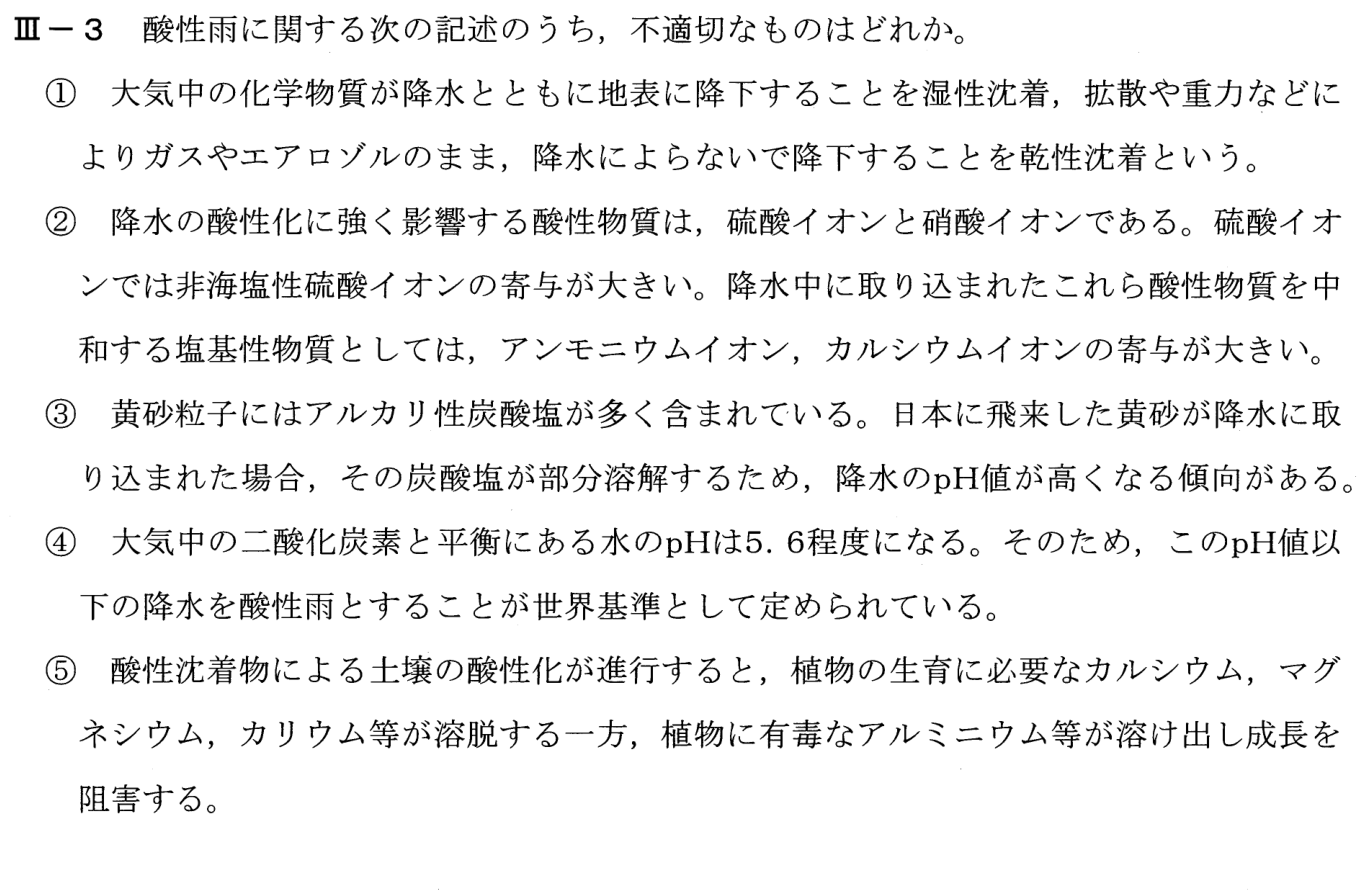 Ⅲ－3　酸性雨に関する次の記述のうち，不適切なものはどれか。
①　大気中の化学物質が降水とともに地表に降下することを湿性沈着，拡散や重力などに
よりガスやエアロゾルのまま，降水によらないで降下することを乾性沈着という。
②　降水の酸性化に強く影響する酸性物質は，硫酸イオンと硝酸イオンである。硫酸イオ
ンでは非海塩性硫酸イオンの寄与が大きい。降水中に取り込まれたこれら酸性物質を中
和する塩基性物質としては，アンモニウムイオン，カルシウムイオンの寄与が大きい。
③　黄砂粒子にはアルカリ性炭酸塩が多く含まれている。日本に飛来した黄砂が降水に取
り込まれた場合，その炭酸塩が部分溶解するため，降水のpH値が高くなる傾向がある。
④　大気中の二酸化炭素と平衡にある水のpHは5. 6程度になる。そのため，このpH値以
下の降水を酸性雨とすることが世界基準として定められている。
⑤　酸性沈着物による土壌の酸性化が進行すると，植物の生育に必要なカルシウム，マグ
ネシウム，カリウム等が溶脱する一方，植物に有毒なアルミニウム等が溶け出し成長を
阻害する。